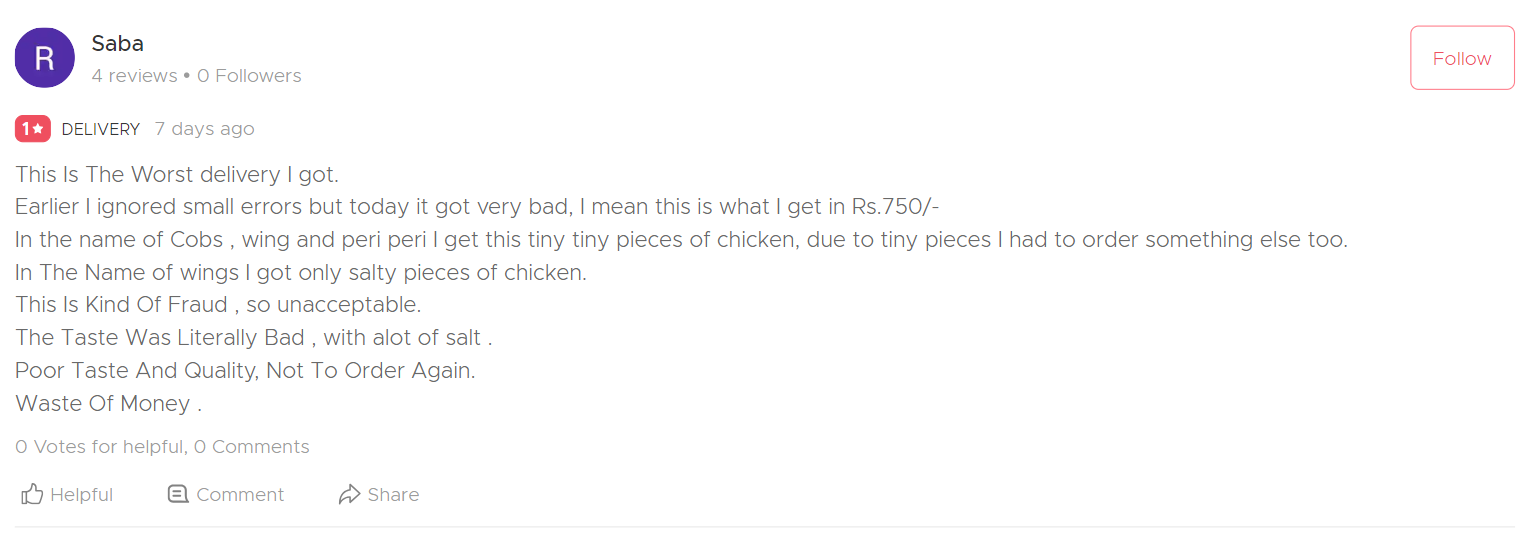 R
Saba
4 reviews • 0 Followers
Follow
1★ DELIVERY 7 days ago
This Is The Worst delivery I got.
Earlier I ignored small errors but today it got very bad, I mean this is what I get in Rs.750/-
In the name of Cobs , wing and peri peri I get this tiny tiny pieces of chicken, due to tiny pieces I had to order something else too.
In The Name of wings I got only salty pieces of chicken.
This Is Kind Of Fraud , so unacceptable.
The Taste Was Literally Bad , with alot of salt .
Poor Taste And Quality, Not To Order Again.
Waste Of Money .
0 Votes for helpful, 0 Comments
Helpful Comment Share